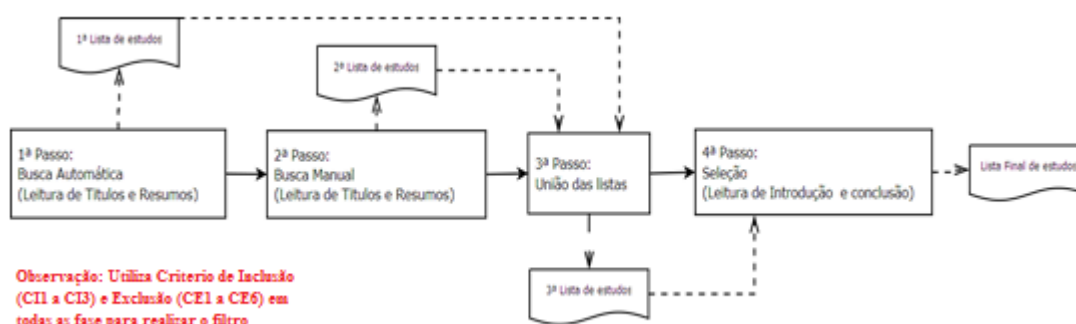 1ª Lista de estudos
2ª Lista de estudos
1ª Passo:
Busca Automática
(Leitura de Titulos e Resumos)
2ª Passo:
Busca Manual
(Leitura de Titulos e Resumos)
3ª Passo:
União das listas
4ª Passo:
Seleção
(Leitura de Introdução e conclusão)
Lista Final de estudos
3ª Lista de estudos
Observação: Utiliza Criterio de Inclusão
(CI1 a CI3) e Exclusão (CE1 a CE6) em
todas as fase para realizar o filtro